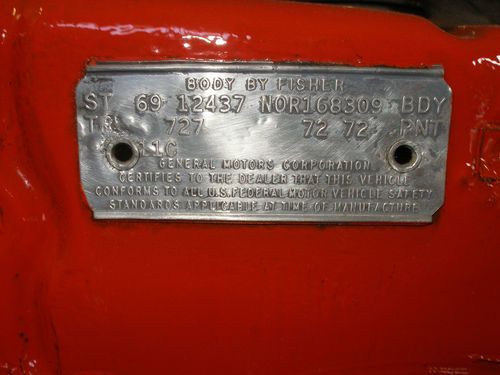 BODY BY FISHER
ST 69 12437 NOR168309 BDY
TR 727 72 72 PNT
11C
GENERAL MOTORS CORPORATION
CERTIFIES TO THE DEALER THAT THIS VEHICLE
CONFORMS TO ALL U.S. FEDERAL MOTOR VEHICLE SAFETY
STANDARDS APPLICABLE AT TIME OF MANUFACTURE